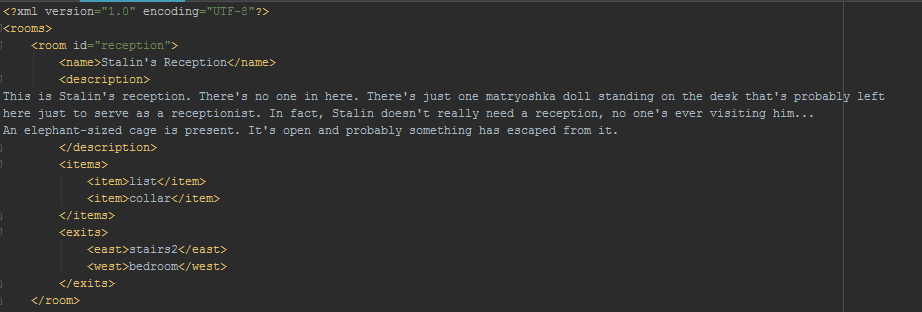 <?xml version="1.0" encoding="UTF-8"?>
<rooms>
<room id="reception">
<name>Stalin's Reception</name>
<description>
This is Stalin's reception. There's no one in here. There's just one matryoshka doll standing on the desk that's probably left
here just to serve as a receptionist. In fact, Stalin doesn't really need a reception, no one's ever visiting him...
An elephant-sized cage is present. It's open and probably something has escaped from it.
</description>
<items>
<item>list</item>
<item>collar</item>
</items>
<exits>
<east>stairs2</east>
<west>bedroom</west>
</exits>
</room>